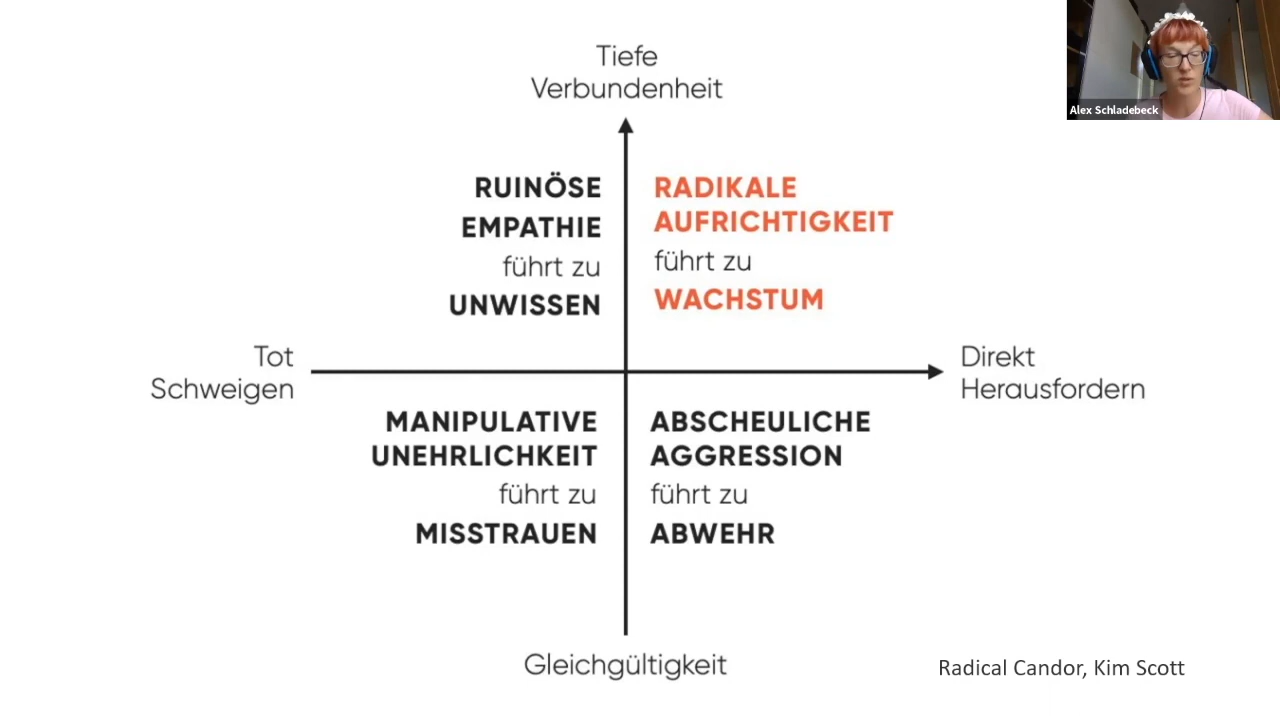 Tiefe
Verbundenheit
Alex Schladebeck
RUINÖSE
EMPATHIE
führt zu
UNWISSEN
RADIKALE
AUFRICHTIGKEIT
führt zu
WACHSTUM
Tot
Schweigen
Direkt
Herausfordern
MANIPULATIVE
UNEHRLICHKEIT
führt zu
MISSTRAUEN
ABSCHEULICHE
AGGRESSION
führt zu
ABWEHR
Gleichgültigkeit
Radical Candor, Kim Scott